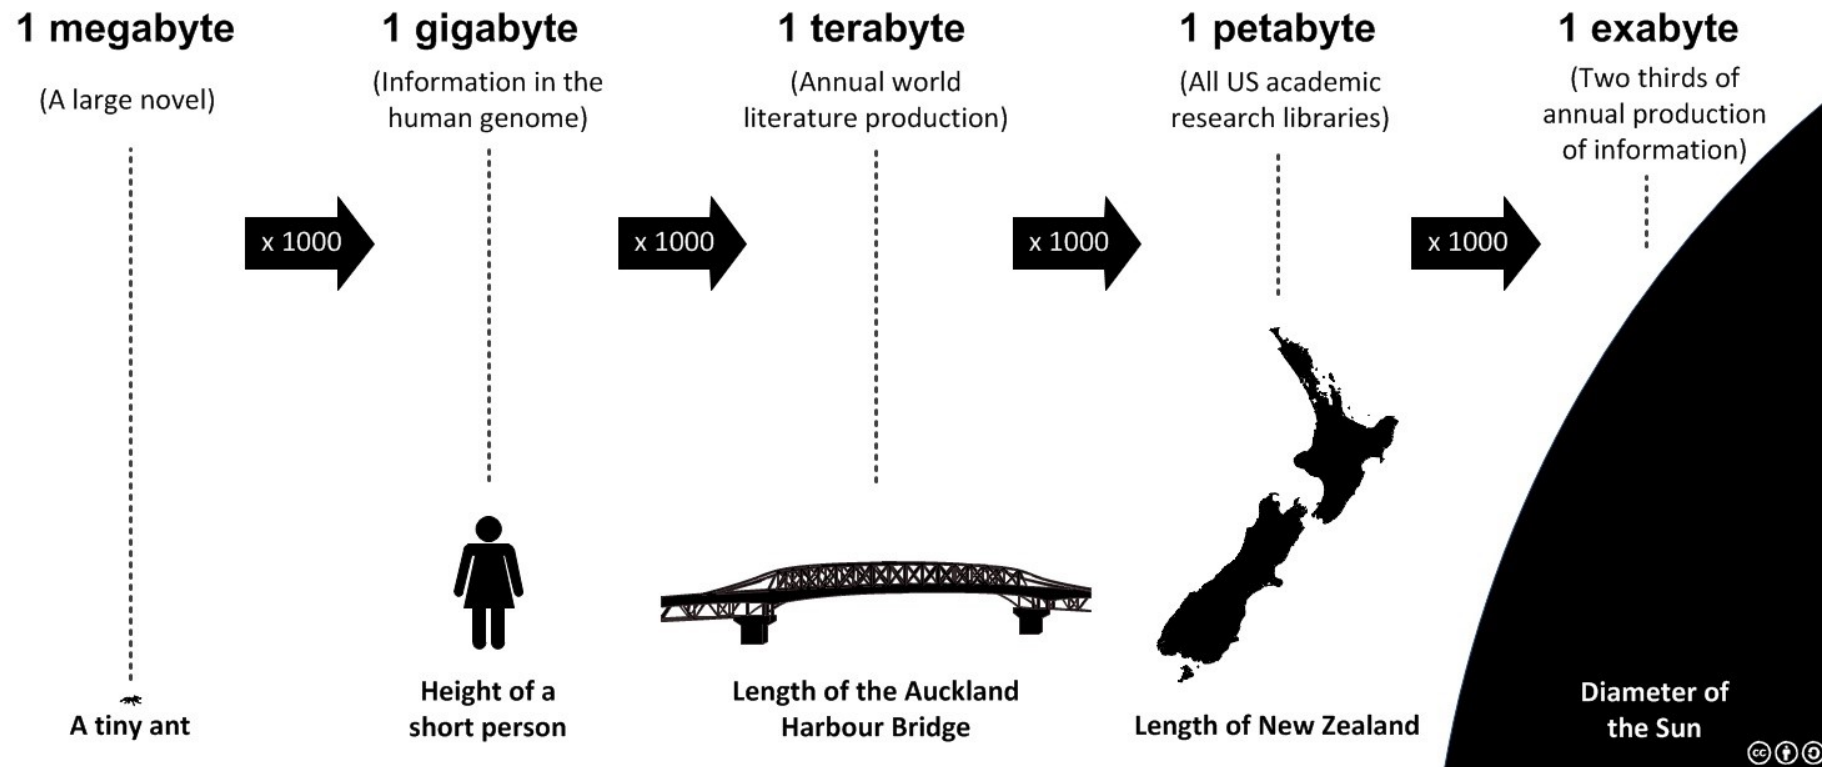 1 megabyte
(A large novel)
A tiny ant
x 1000
1 gigabyte
(Information in the
human genome)
Height of a
short person
x 1000
1 terabyte
(Annual world
literature production)
Length of the Auckland
Harbour Bridge
x 1000
1 petabyte
(All US academic
research libraries)
Length of New Zealand
x 1000
1 exabyte
(Two thirds of
annual production
of information)
Diameter of
the Sun
cc